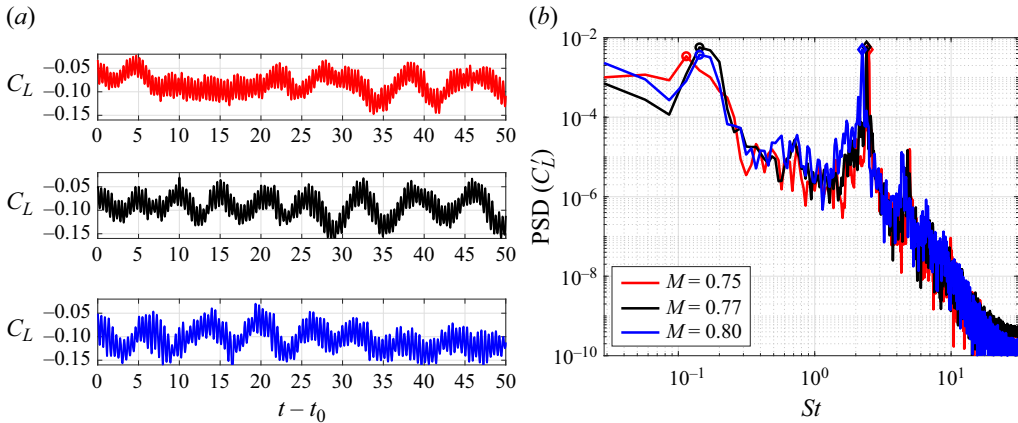 (a)
C_L
−0.05
−0.10
−0.15
0 5 10 15 20 25 30 35 40 45 50
C_L
−0.05
−0.10
−0.15
0 5 10 15 20 25 30 35 40 45 50
C_L
−0.05
−0.10
−0.15
0 5 10 15 20 25 30 35 40 45 50
t – t_0
(b)
PSD (C′_L)
10^−2
10^−4
10^−6
10^−8
10^−10
M = 0.75
M = 0.77
M = 0.80
10^−1 10^0 10^1
St